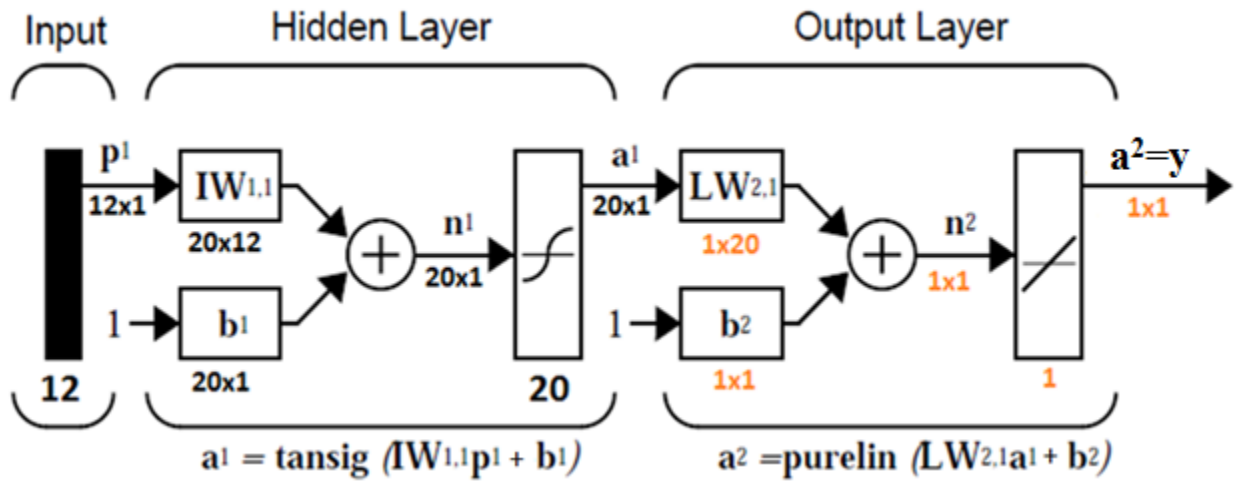 Input Hidden Layer Output Layer
p1 a1 a2=y
IW1,1 LW2,1
12x1 20x1 1x1
20x12 n1 1x20 n2
20x1 1x1
1 b1 1 b2
12 20x1 20 1x1 1
a1 = tansig (IW1,1p1 + b1) a2 =purelin (LW2,1a1+ b2)